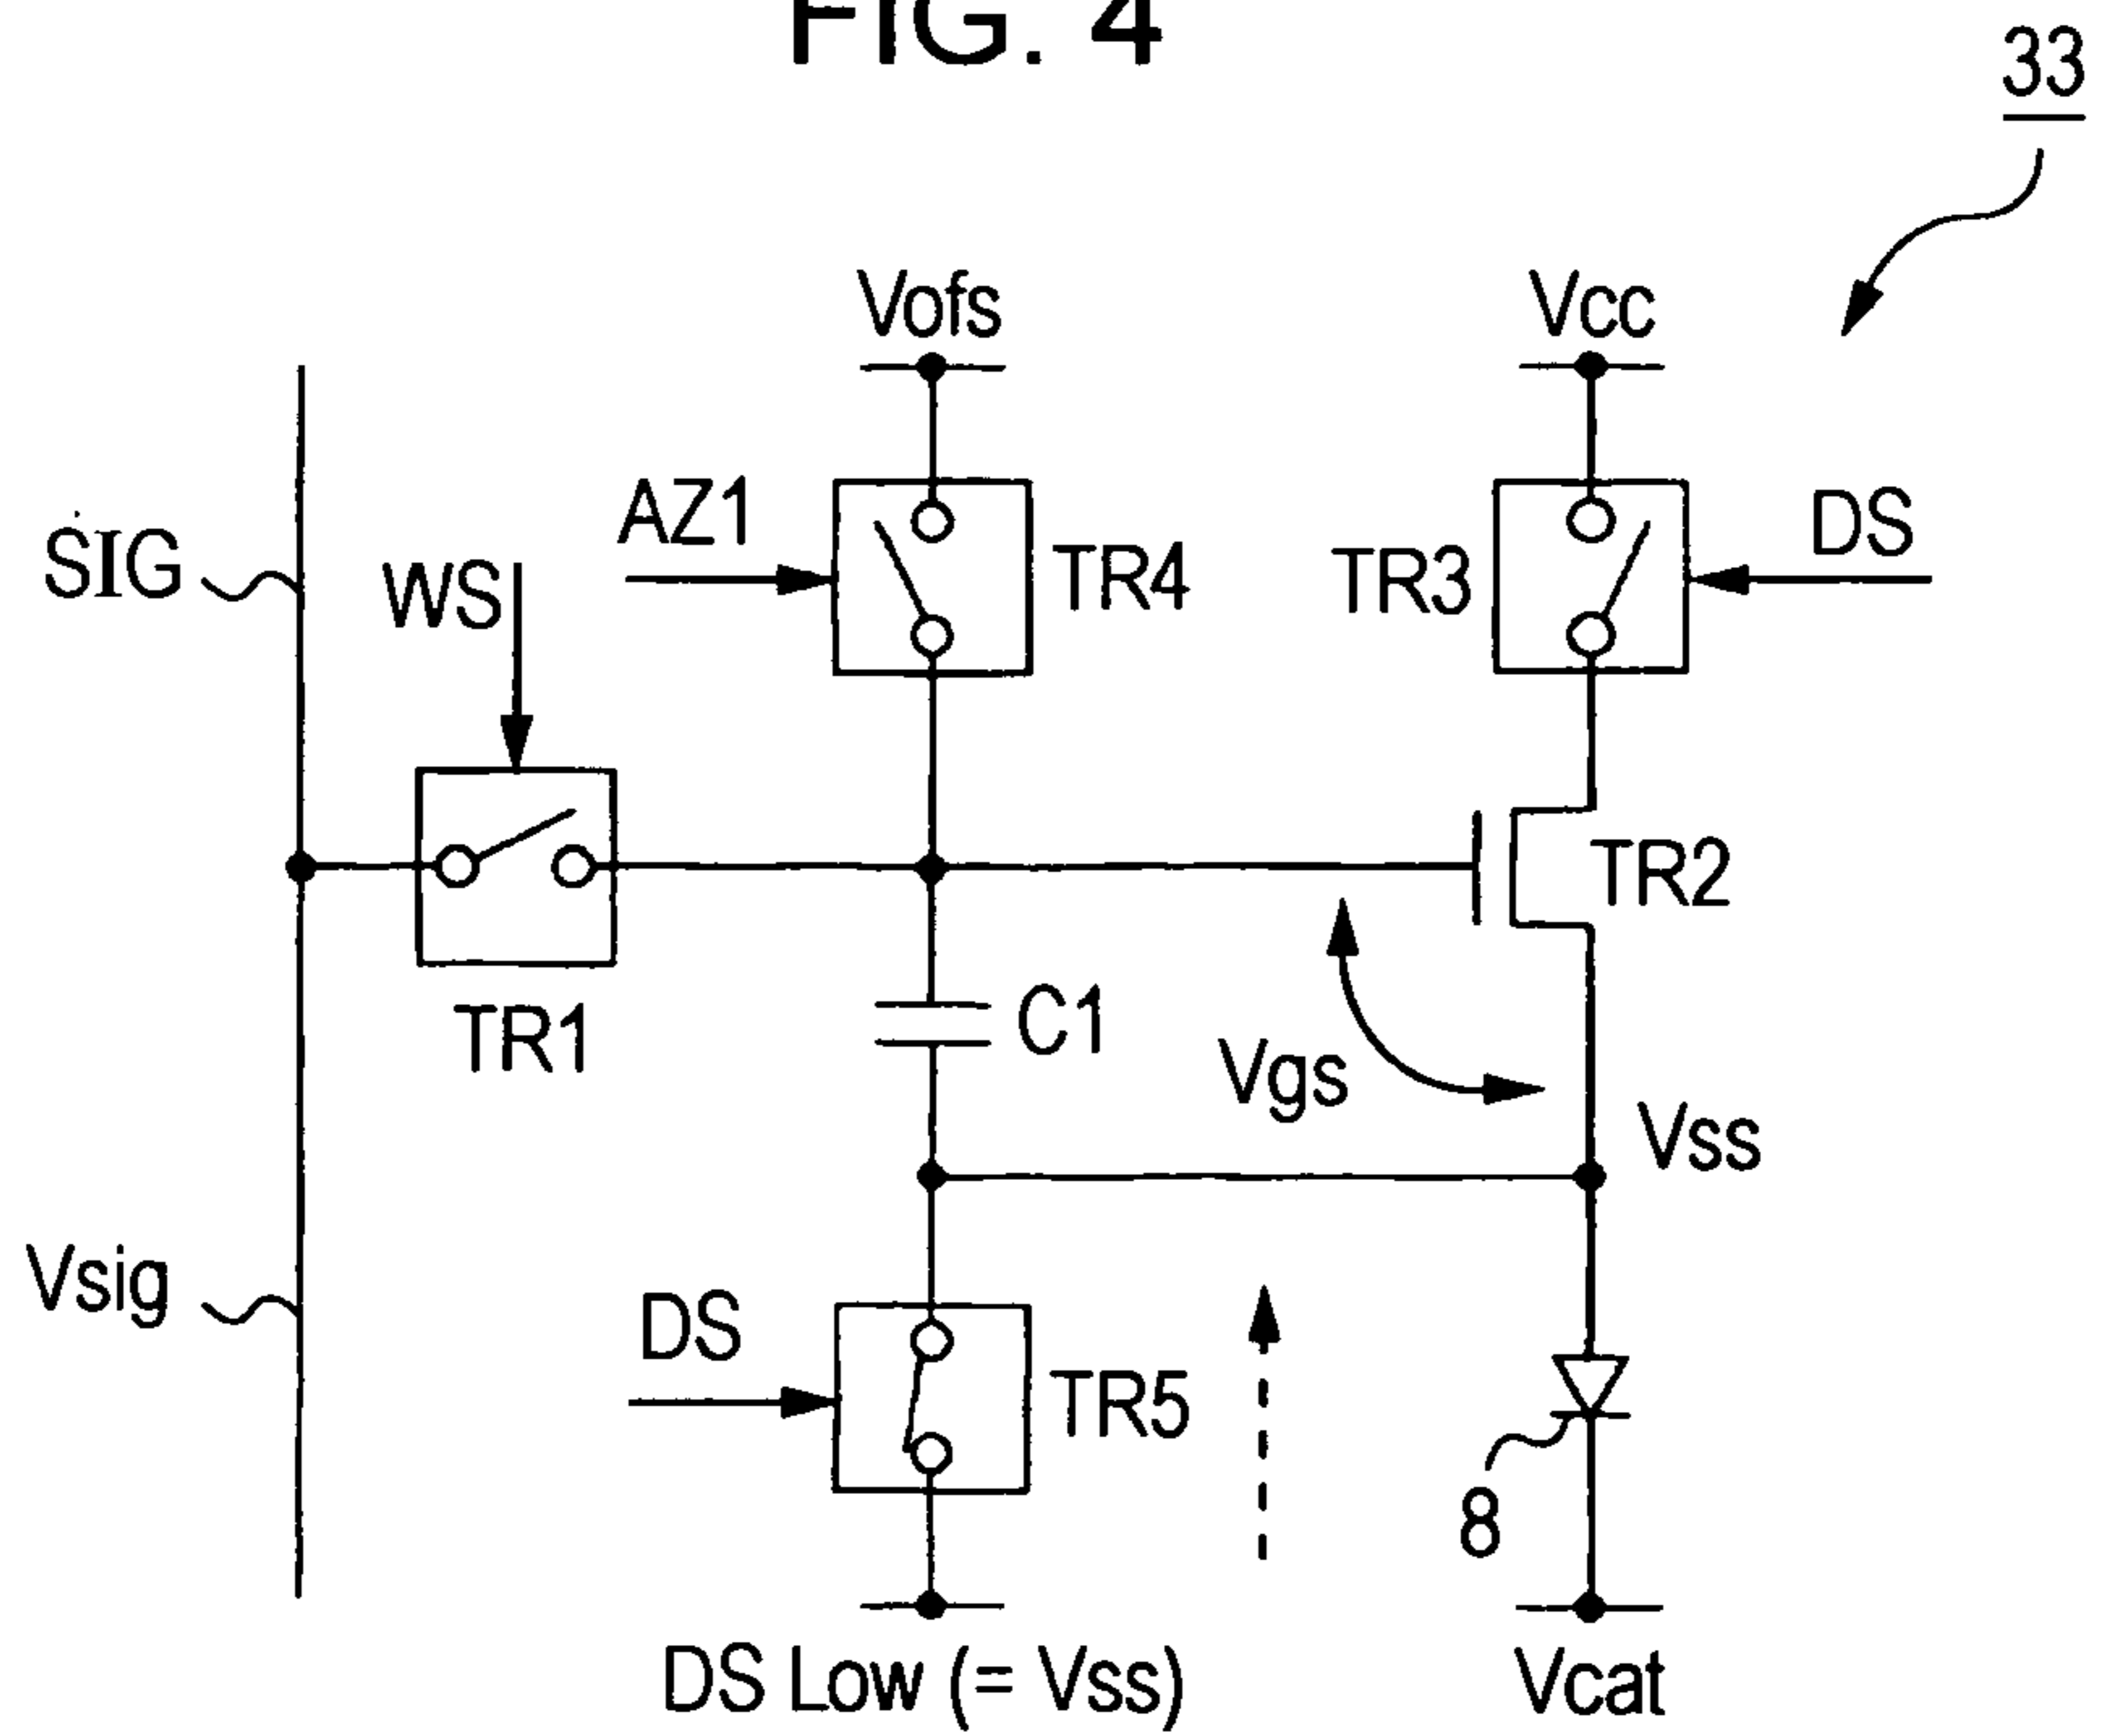 FIG. 4
33
Vofs
Vcc
AZ1
DS
SIG
WS
TR4
TR3
TR2
TR1
C1
Vgs
Vss
Vsig
DS
TR5
8
DS Low (= Vss)
Vcat